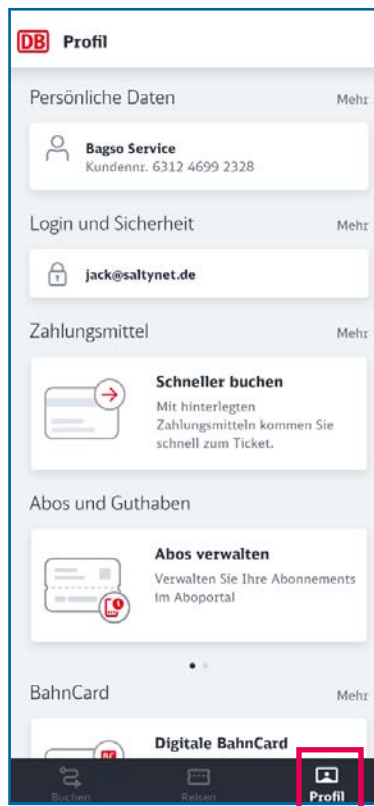 DB Profil
Persönliche Daten Mehr
Bagso Service
Kundennr. 6312 4699 2328
Login und Sicherheit Mehr
jack@saltynet.de
Zahlungsmittel Mehr
Schneller buchen
Mit hinterlegten
Zahlungsmitteln kommen Sie
schnell zum Ticket.
Abos und Guthaben
Abos verwalten
Verwalten Sie Ihre Abonnements
im Aboportal
BahnCard Mehr
BC
Digitale BahnCard
Buchen Reisen Profil